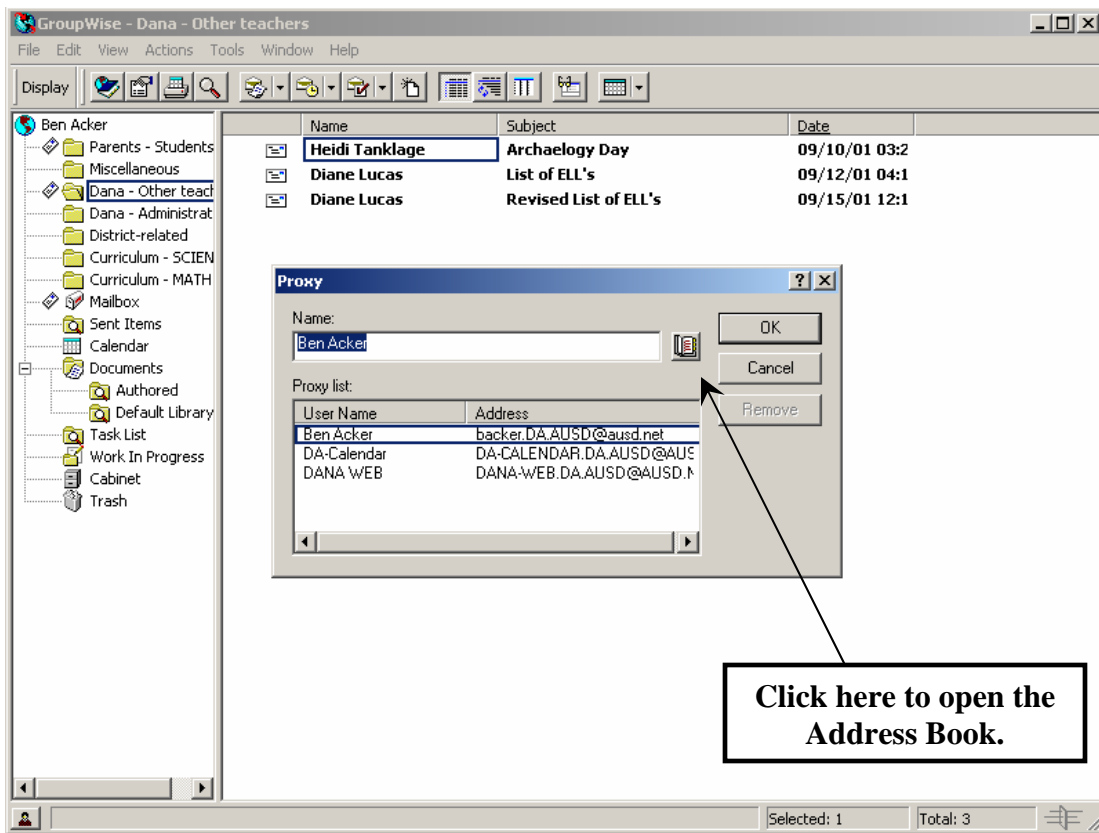 GroupWise - Dana - Other teachers
File Edit View Actions Tools Window Help
Display
Ben Acker
Parents - Students
Miscellaneous
Dana - Other teach
Dana - Administrat
District-related
Curriculum - SCIEN
Curriculum - MATH
Mailbox
Sent Items
Calendar
Documents
Authored
Default Library
Task List
Work In Progress
Cabinet
Trash
Name Subject Date
Heidi Tanklage Archaelogy Day 09/10/01 03:2
Diane Lucas List of ELL's 09/12/01 04:1
Diane Lucas Revised List of ELL's 09/15/01 12:1
Proxy
Name:
Ben Acker
OK
Cancel
Remove
Proxy list:
User Name Address
Ben Acker backer.DA.AUSD@ausd.net
DA-Calendar DA-CALENDAR.DA.AUSD@AUS
DANA WEB DANA-WEB.DA.AUSD@AUSD.N
Click here to open the
Address Book.
Selected: 1 Total: 3